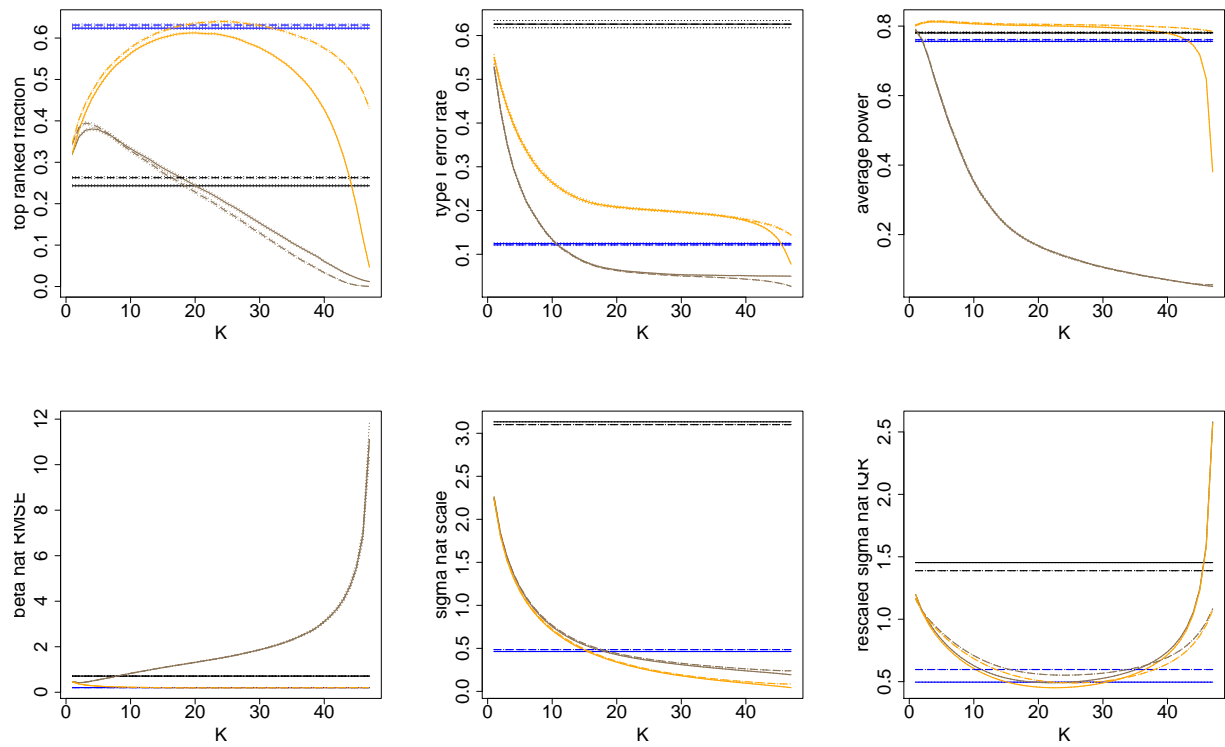 top ranked fraction
0.0 0.1 0.2 0.3 0.4 0.5 0.6
0 10 20 30 40
K
type I error rate
0.1 0.2 0.3 0.4 0.5 0.6
0 10 20 30 40
K
average power
0.2 0.4 0.6 0.8
0 10 20 30 40
K
beta hat RMSE
0 2 4 6 8 10 12
0 10 20 30 40
K
sigma hat scale
0.0 0.5 1.0 1.5 2.0 2.5 3.0
0 10 20 30 40
K
rescaled sigma hat IQR
0.5 1.0 1.5 2.0 2.5
0 10 20 30 40
K